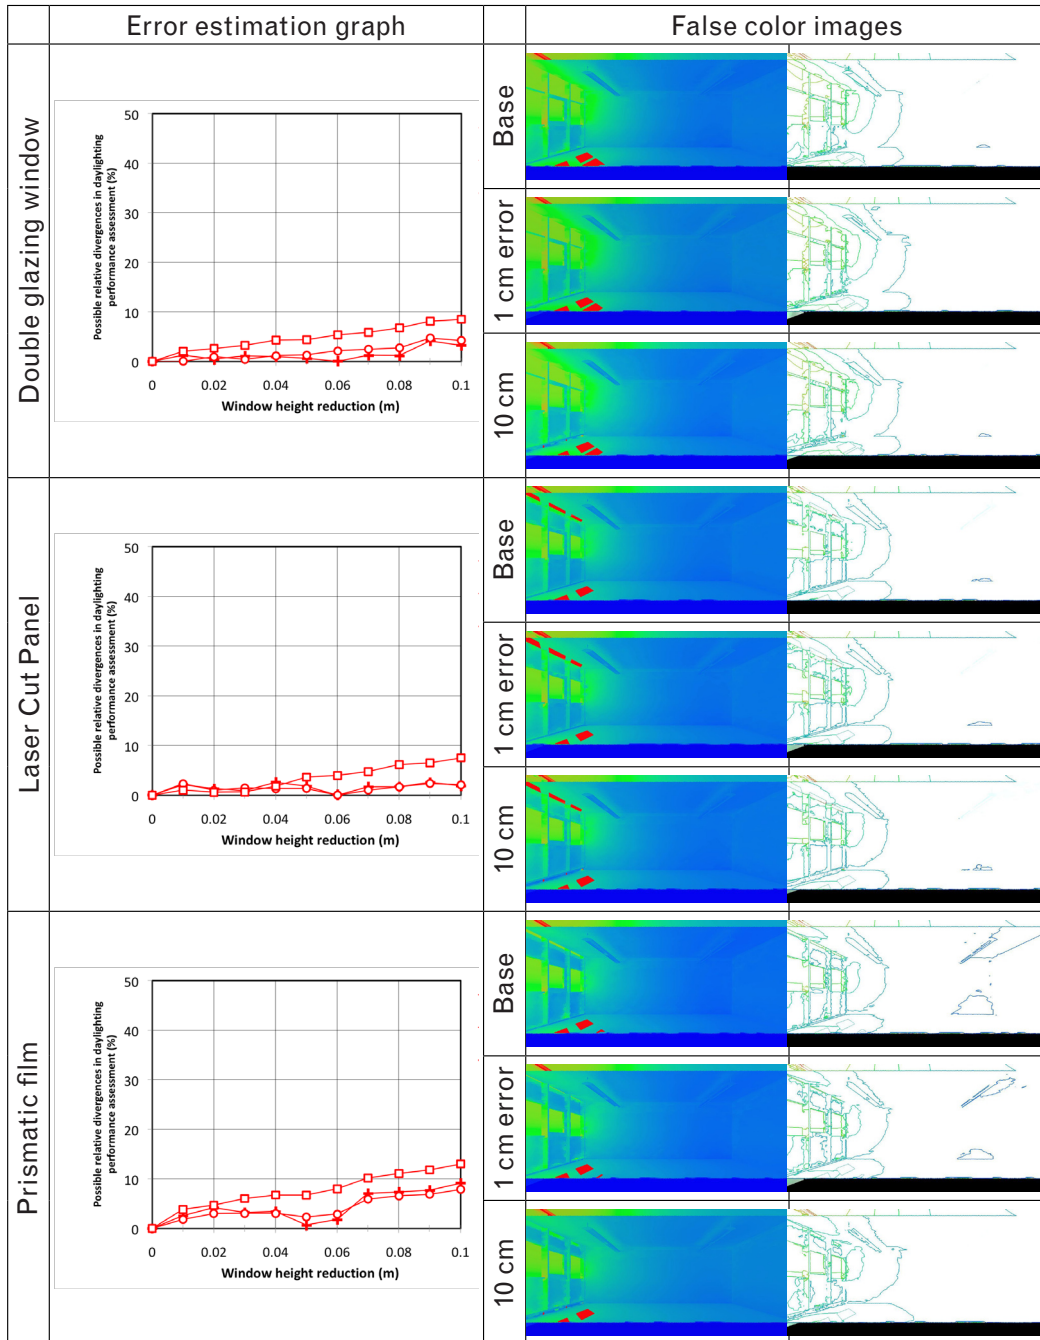 Error estimation graph
False color images
Double glazing window
Possible relative divergences in daylighting
performance assessment (%)
50
40
30
20
10
0
0 0.02 0.04 0.06 0.08 0.1
Window height reduction (m)
Base
1 cm error
10 cm
Laser Cut Panel
Possible relative divergences in daylighting
performance assessment (%)
50
40
30
20
10
0
0 0.02 0.04 0.06 0.08 0.1
Window height reduction (m)
Base
1 cm error
10 cm
Prismatic film
Possible relative divergences in daylighting
performance assessment (%)
50
40
30
20
10
0
0 0.02 0.04 0.06 0.08 0.1
Window height reduction (m)
Base
1 cm error
10 cm